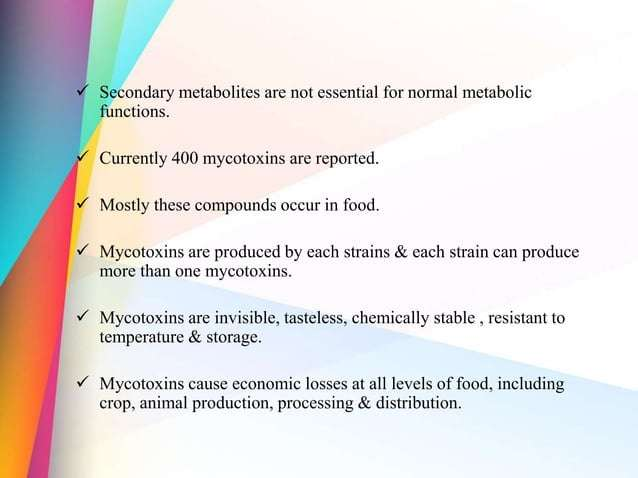 ✓ Secondary metabolites are not essential for normal metabolic
functions.
✓ Currently 400 mycotoxins are reported.
✓ Mostly these compounds occur in food.
✓ Mycotoxins are produced by each strains & each strain can produce
more than one mycotoxins.
✓ Mycotoxins are invisible, tasteless, chemically stable , resistant to
temperature & storage.
✓ Mycotoxins cause economic losses at all levels of food, including
crop, animal production, processing & distribution.